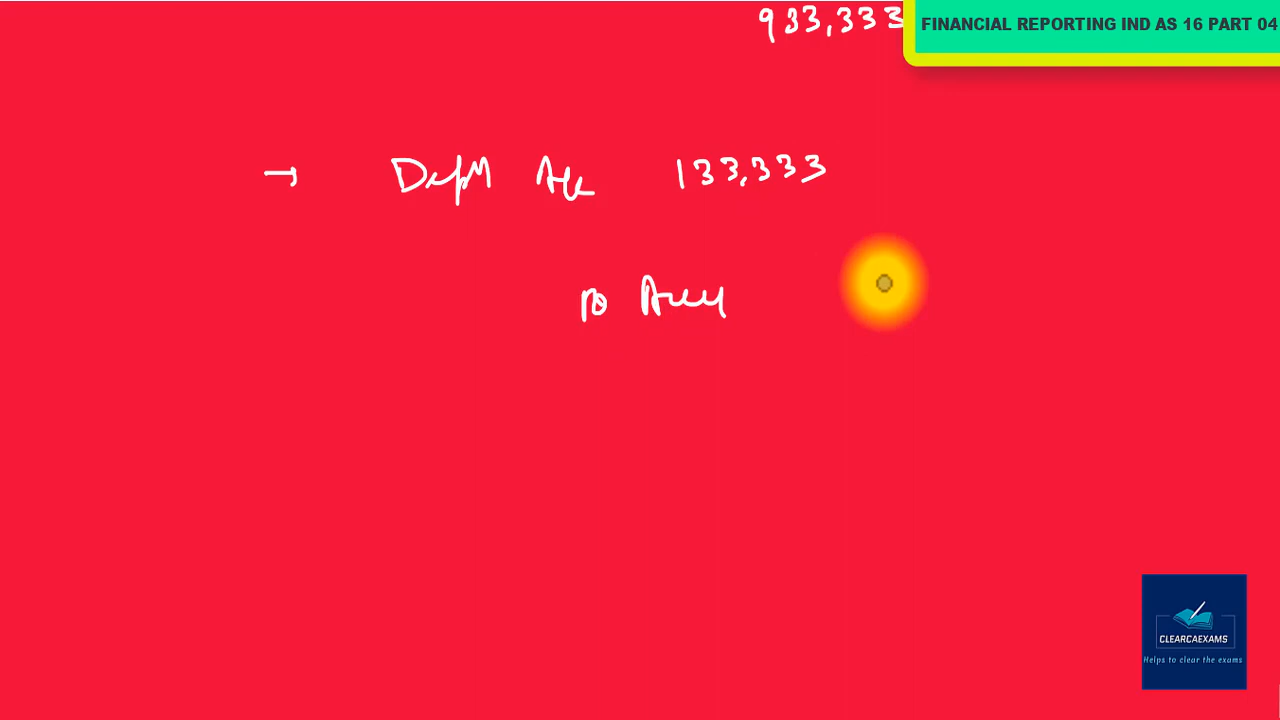 933,333
FINANCIAL REPORTING IND AS 16 PART 04
→ Depn A/c 133,333
To
CLEARCAEXAMS
Helps to clear the exams